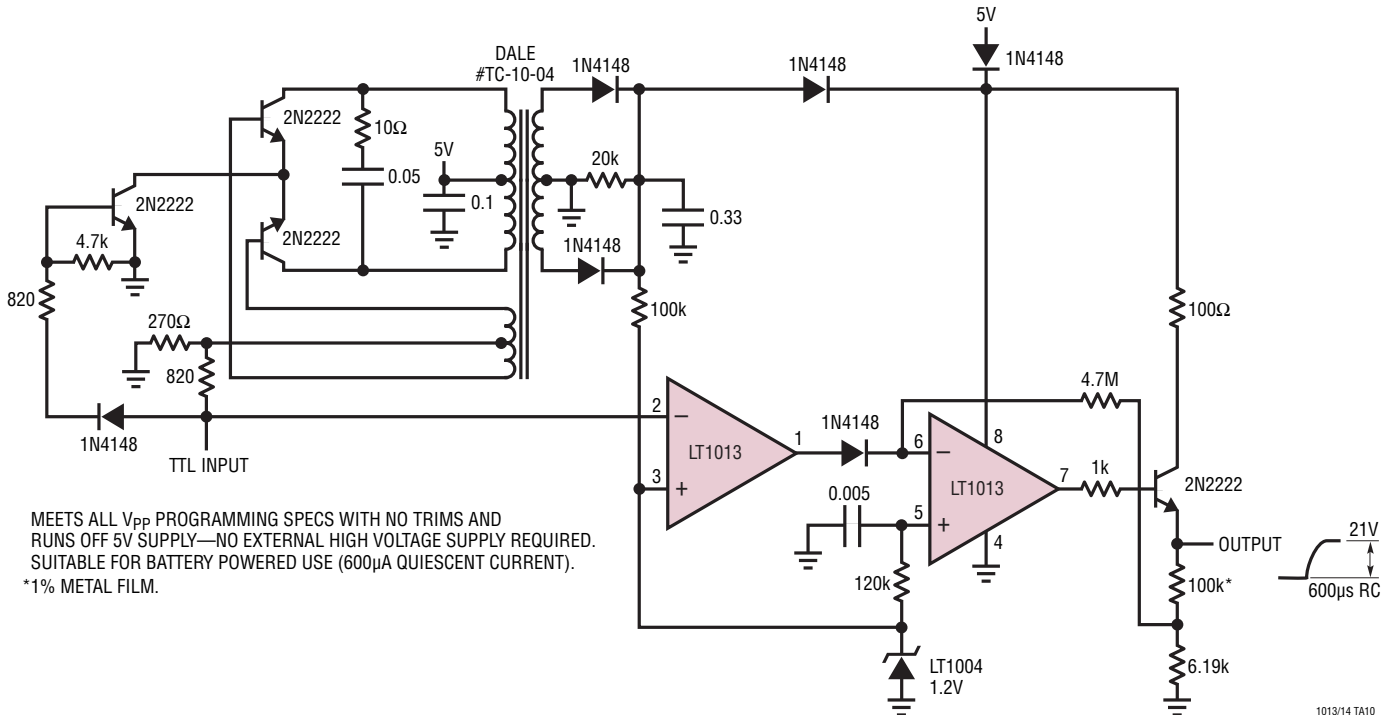 5V
DALE
#TC-10-04
1N4148
1N4148
1N4148
2N2222
10Ω
5V
20k
0.05
0.1
2N2222
0.33
2N2222
4.7k
1N4148
820
100k
100Ω
270Ω
820
4.7M
1N4148
TTL INPUT
2
−
LT1013
1
3
+
1N4148
6
−
8
LT1013
7
1k
2N2222
0.005
5
+
4
OUTPUT
21V
600µs RC
120k
100k*
LT1004
1.2V
6.19k
MEETS ALL VPP PROGRAMMING SPECS WITH NO TRIMS AND
RUNS OFF 5V SUPPLY—NO EXTERNAL HIGH VOLTAGE SUPPLY REQUIRED.
SUITABLE FOR BATTERY POWERED USE (600µA QUIESCENT CURRENT).
*1% METAL FILM.
1013/14 TA10